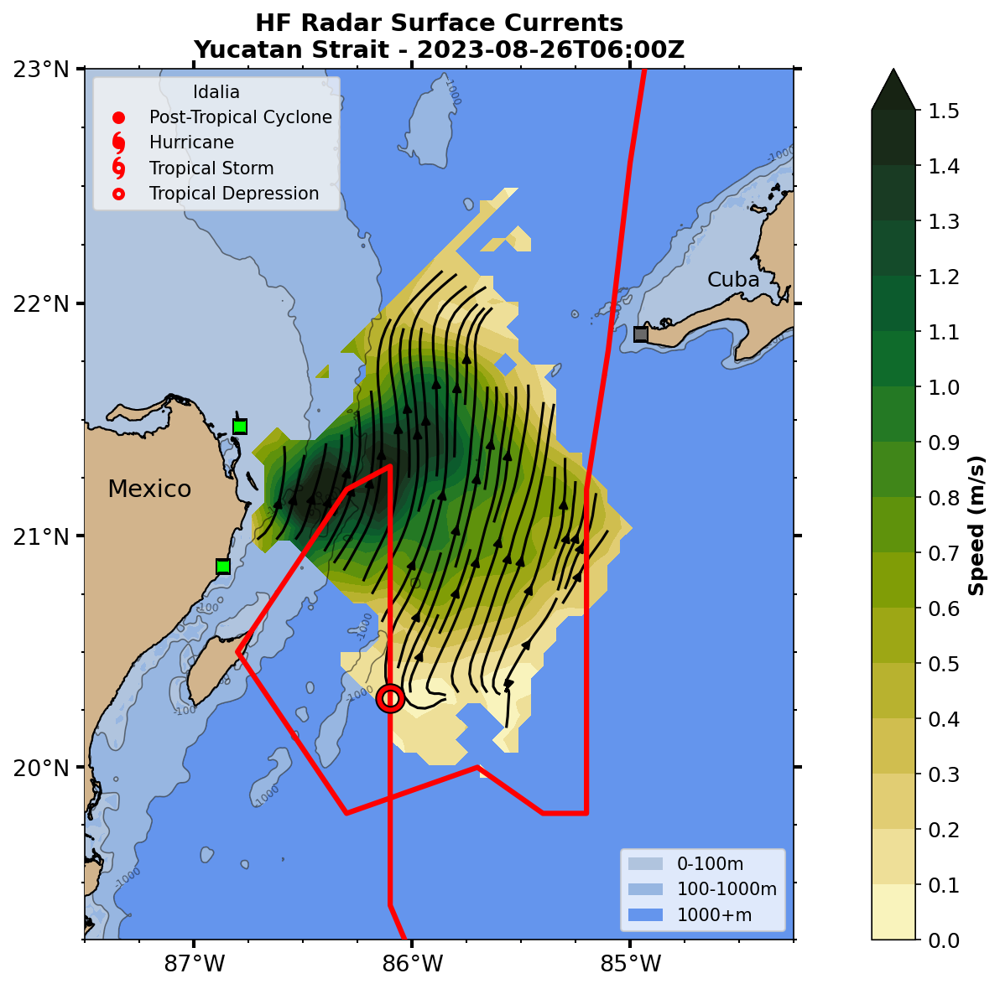 HF Radar Surface Currents
Yucatan Strait - 2023-08-26T06:00Z
Idalia
Post-Tropical Cyclone
Hurricane
Tropical Storm
Tropical Depression
23°N
22°N
21°N
20°N
87°W
86°W
85°W
Mexico
Cuba
-1000
-1000
-100
-1000
-1000
-100
-1000
-1000
0-100m
100-1000m
1000+m
1.5
1.4
1.3
1.2
1.1
1.0
0.9
0.8
0.7
0.6
0.5
0.4
0.3
0.2
0.1
0.0
Speed (m/s)